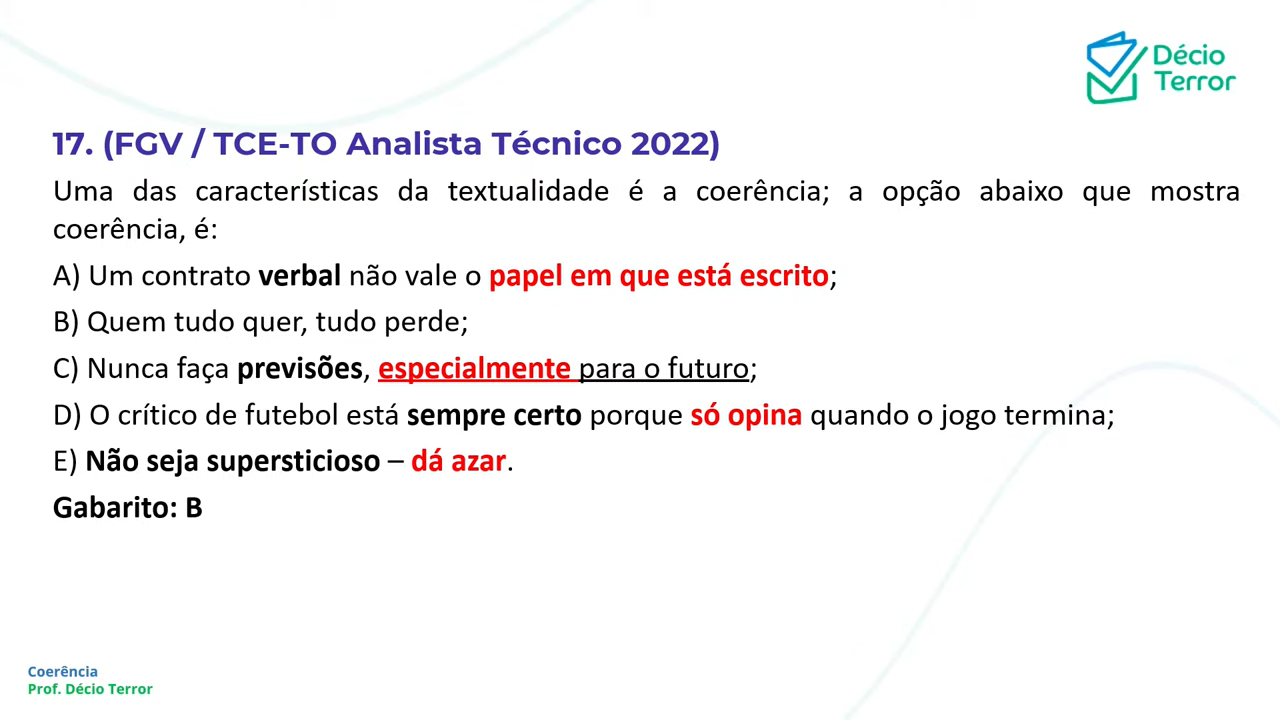 Décio
Terror
17. (FGV / TCE-TO Analista Técnico 2022)
Uma das características da textualidade é a coerência; a opção abaixo que mostra
coerência, é:
A) Um contrato verbal não vale o papel em que está escrito;
B) Quem tudo quer, tudo perde;
C) Nunca faça previsões, especialmente para o futuro;
D) O crítico de futebol está sempre certo porque só opina quando o jogo termina;
E) Não seja supersticioso – dá azar.
Gabarito: B
Coerência
Prof. Décio Terror